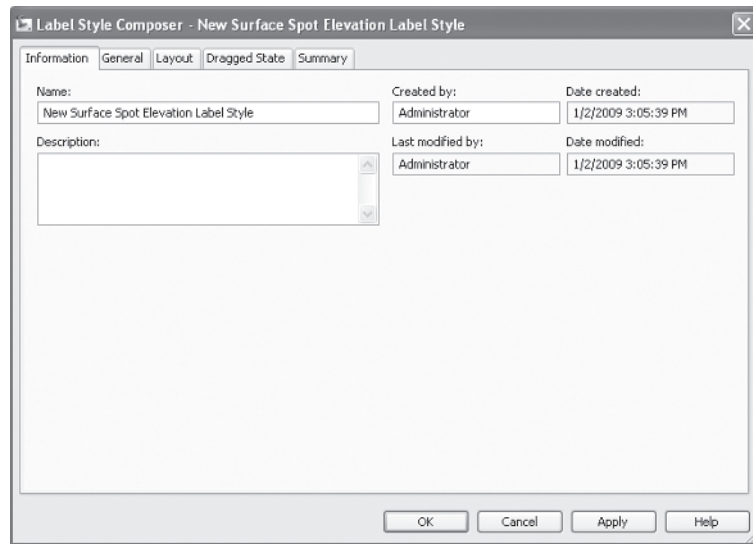 Label Style Composer - New Surface Spot Elevation Label Style
Information General Layout Dragged State Summary
Name: Created by: Date created:
New Surface Spot Elevation Label Style Administrator 1/2/2009 3:05:39 PM
Description: Last modified by: Date modified:
Administrator 1/2/2009 3:05:39 PM
OK Cancel Apply Help